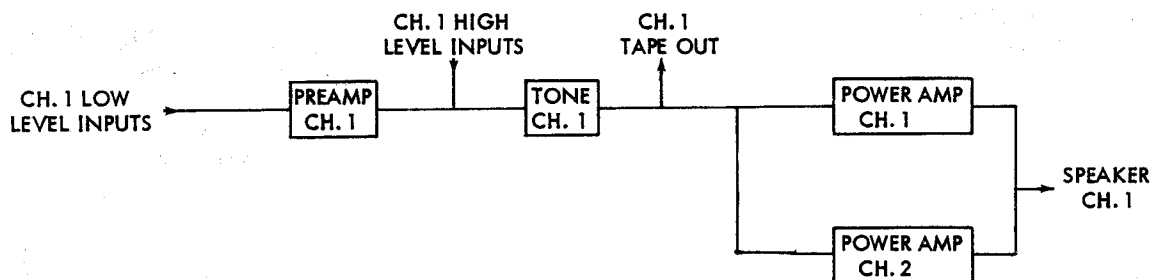 CH. 1 HIGH
LEVEL INPUTS
CH. 1
TAPE OUT
CH. 1 LOW
LEVEL INPUTS
PREAMP
CH. 1
TONE
CH. 1
POWER AMP
CH. 1
SPEAKER
CH. 1
POWER AMP
CH. 2